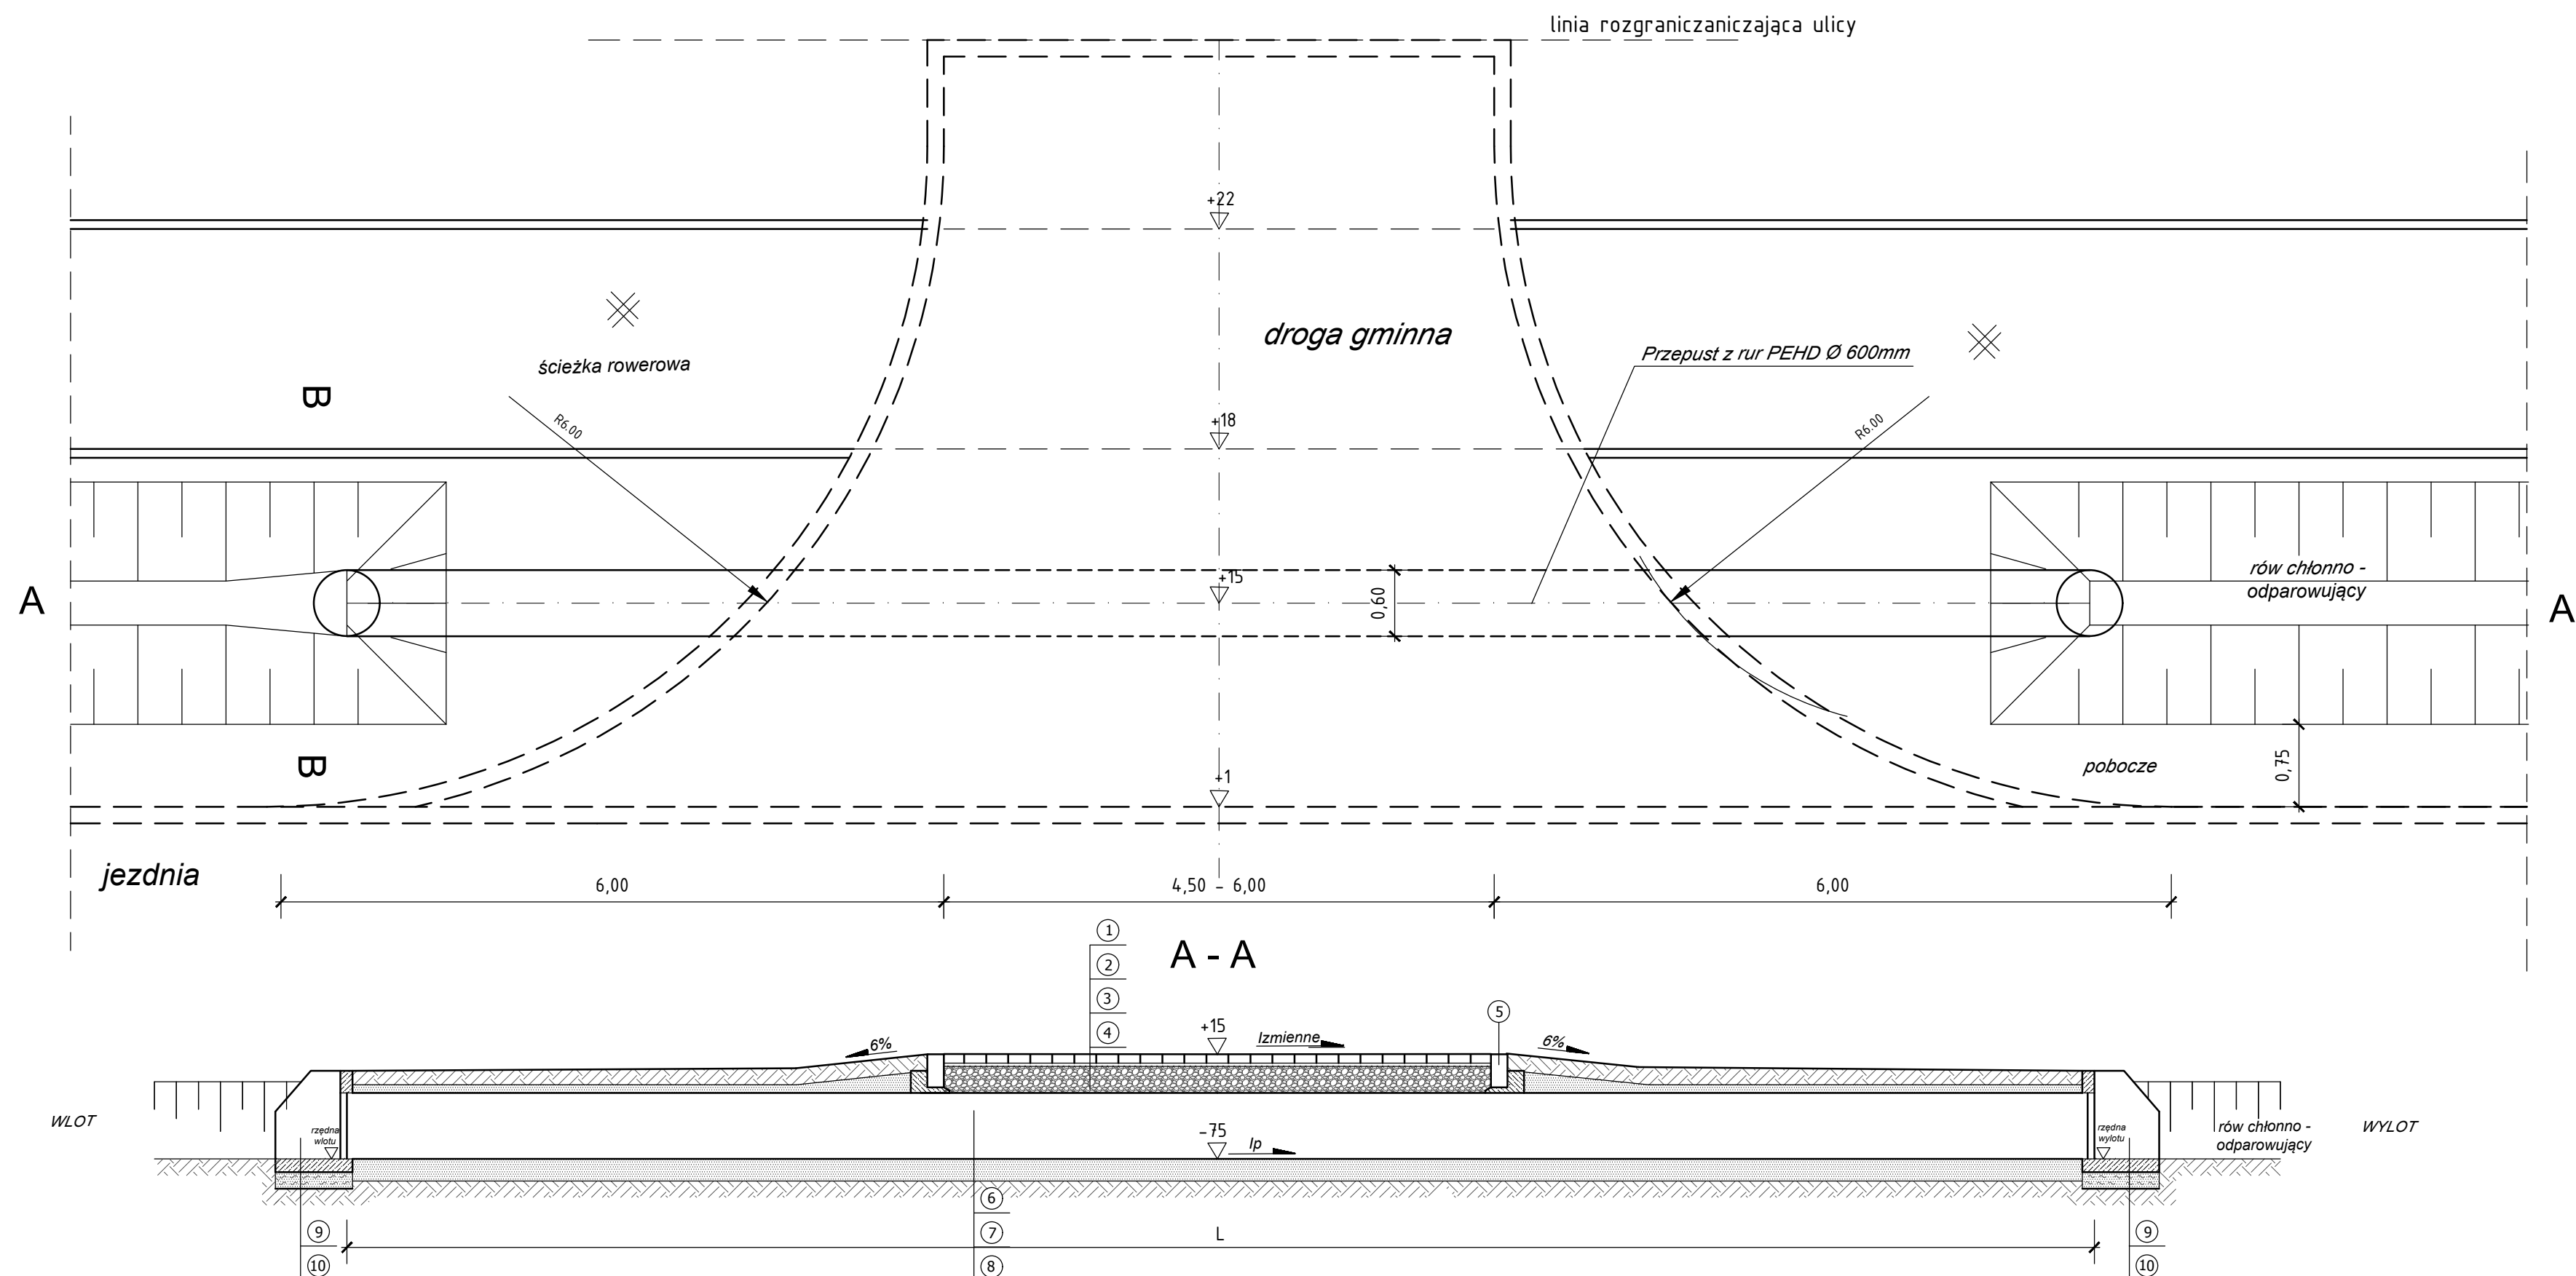 linia rozgraniczaniczająca ulicy
+22
droga gminna
ścieżka rowerowa
Przepust z rur PEHD Ø 600mm
B
R6.00
+18
R6.00
A
+15
0,60
rów chłonno -
odparowujący
A
B
+1
pobocze
0,75
jezdnia
6,00
4,50 - 6,00
6,00
A - A
1
2
3
4
5
+15
Izmienne
6%
6%
WLOT
rzędna
wlotu
-75
Ip
rzędna
wylotu
rów chłonno -
odparowujący
WYLOT
6
7
8
9
10
L
9
10